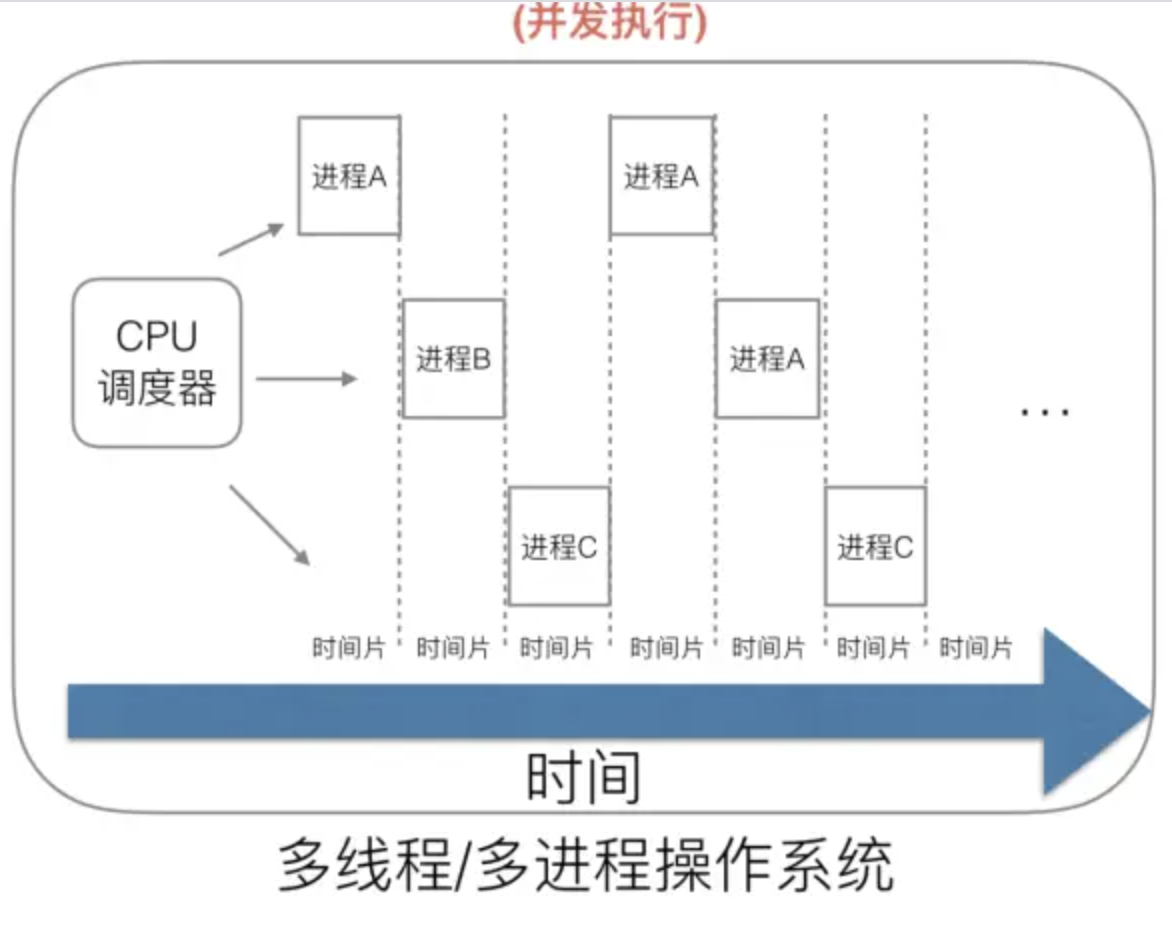 (并发执行)
进程A
进程A
进程B
进程A
CPU
调度器
...
进程C
进程C
时间片 时间片 时间片 时间片 时间片 时间片 时间片
时间
多线程/多进程操作系统